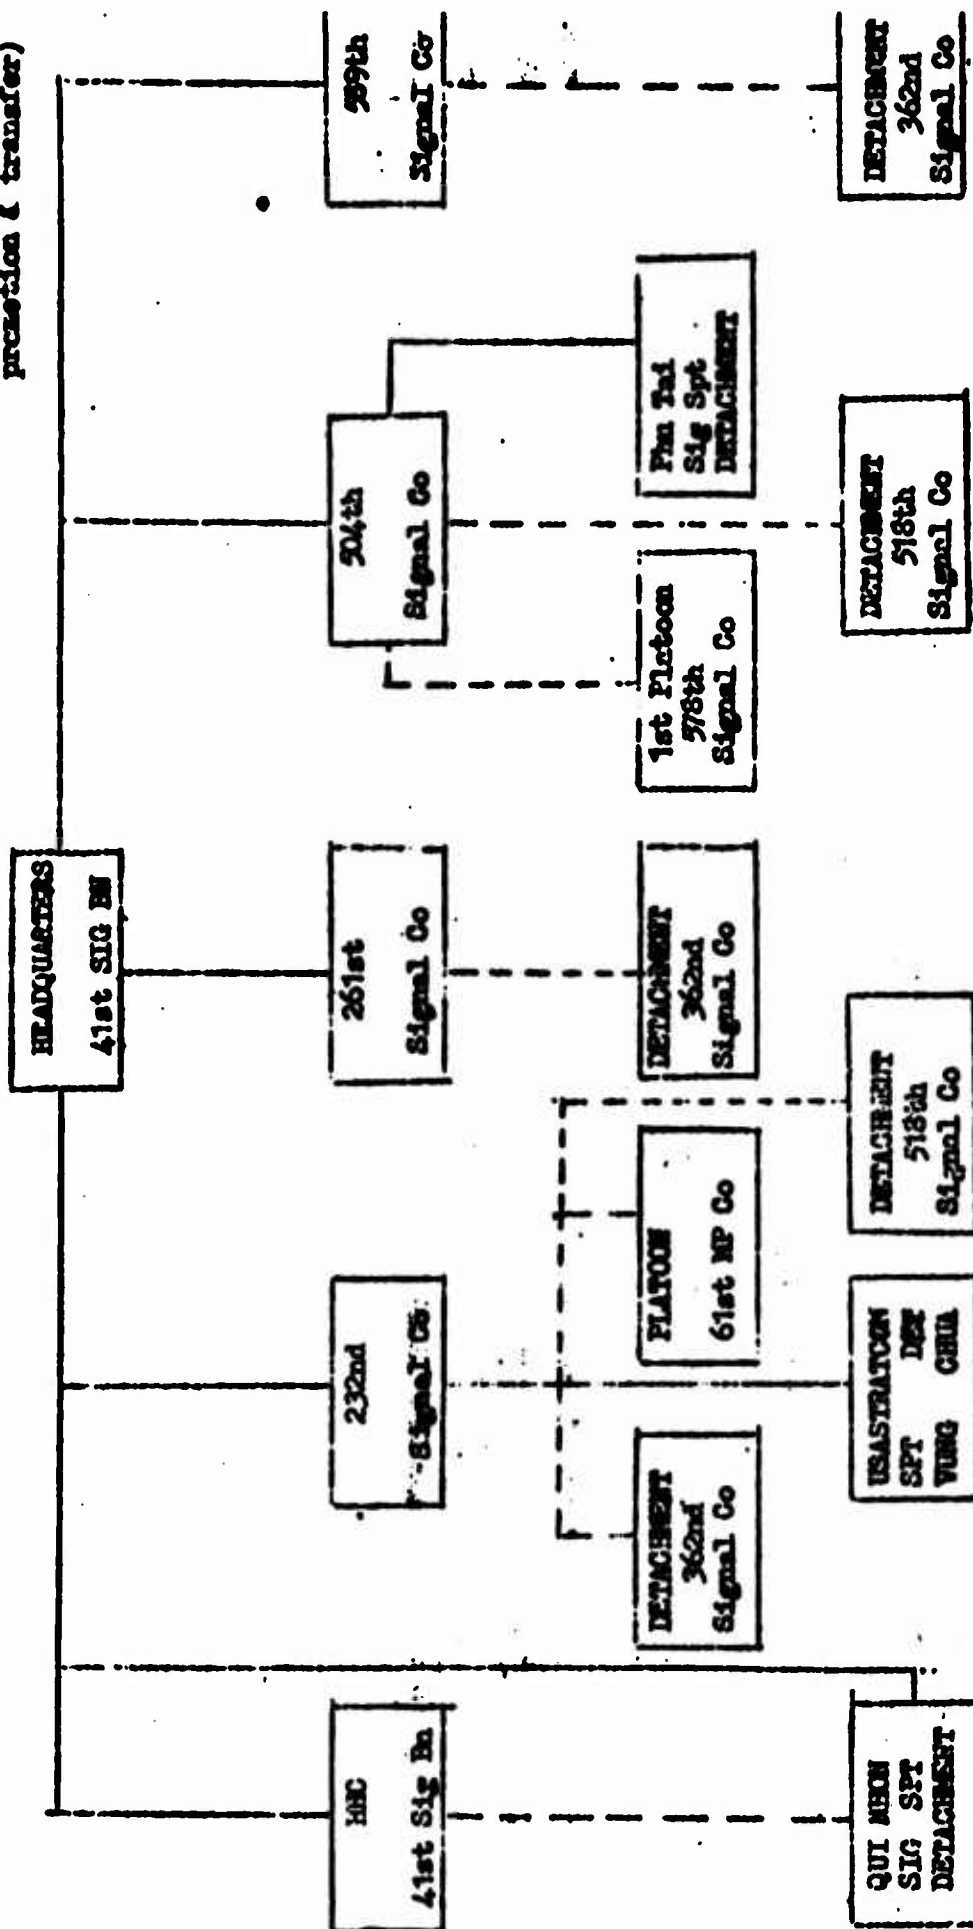 promotion & transfer)
HEADQUARTERS
41st SIG BN
HHC
41st Sig Bn
232nd
Signal Co
261st
Signal Co
504th
Signal Co
589th
Signal Co
DETACHMENT
362nd
Signal Co
PLATOON
61st MP Co
DETACHMENT
362nd
Signal Co
1st Platoon
578th
Signal Co
Phu Tai
Sig Spt
DETACHMENT
QUI NHON
SIG SPT
DETACHMENT
USASTRATCOM
SPT DET
VUNG CHUA
DETACHMENT
518th
Signal Co
DETACHMENT
518th
Signal Co
DETACHMENT
362nd
Signal Co